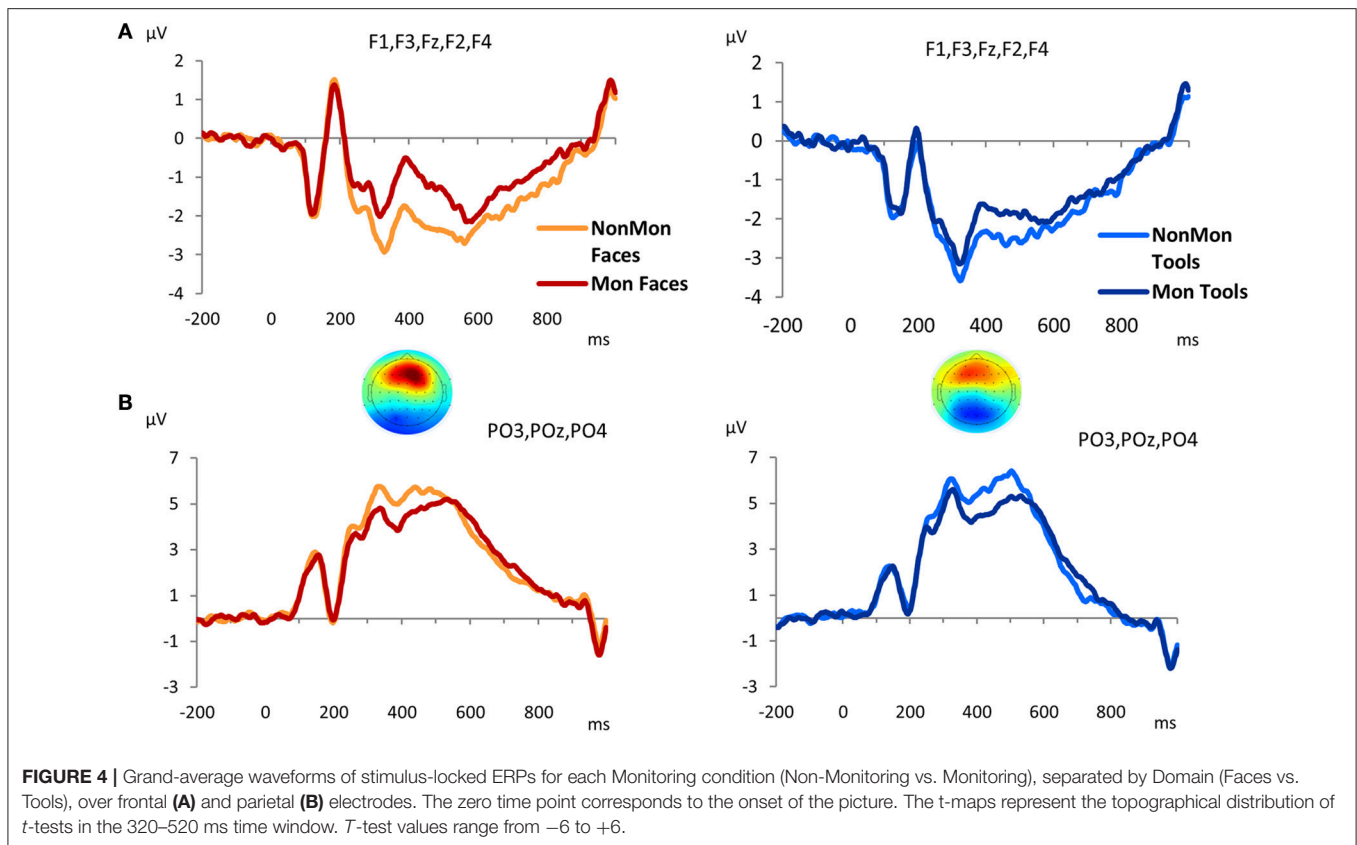 A
µV
F1,F3,Fz,F2,F4
2
1
0
-1
-2
-3
-4
NonMon
Faces
Mon Faces
-200 0 200 400 600 800
ms
µV
F1,F3,Fz,F2,F4
2
1
0
-1
-2
-3
-4
NonMon
Tools
Mon Tools
-200 0 200 400 600 800
ms
B
µV
PO3,POz,PO4
7
5
3
1
-1
-3
-200 0 200 400 600 800
ms
µV
PO3,POz,PO4
7
5
3
1
-1
-3
-200 0 200 400 600 800
ms
FIGURE 4 | Grand-average waveforms of stimulus-locked ERPs for each Monitoring condition (Non-Monitoring vs. Monitoring), separated by Domain (Faces vs.
Tools), over frontal (A) and parietal (B) electrodes. The zero time point corresponds to the onset of the picture. The t-maps represent the topographical distribution of
t-tests in the 320–520 ms time window. T-test values range from −6 to +6.